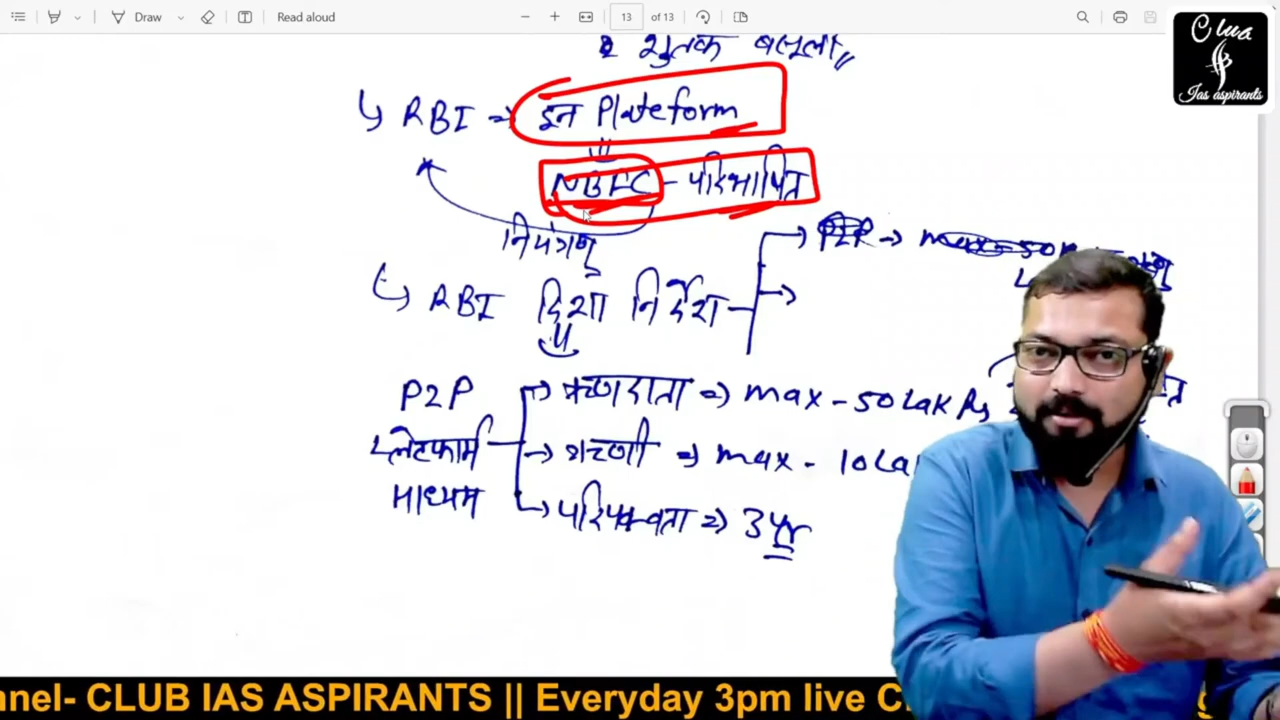 Draw
Read aloud
13
of 13
Club
Ias aspirants
शुल्क वसूलना
RBI → इन Plateform
NBFC - परिभाषित
नियंत्रण
RBI दिशा निर्देश
P2P
प्लेटफार्म
माध्यम
ऋणदाता ⇒ max - 50 Lak Rs
ऋणी ⇒ max - 10 La
परिपक्वता ⇒ 3 yr
nnel- CLUB IAS ASPIRANTS || Everyday 3pm live C